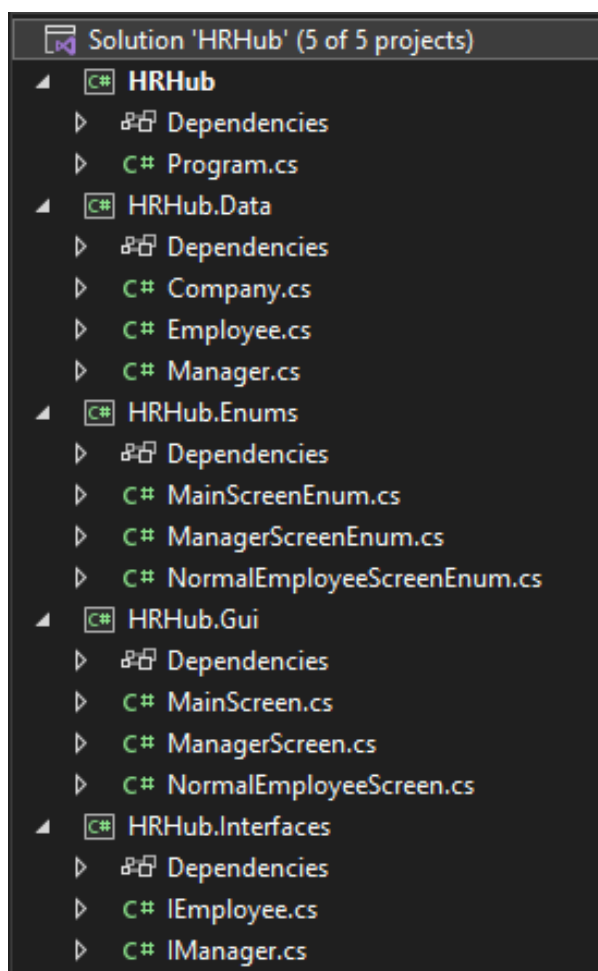 Solution 'HRHub' (5 of 5 projects)
C# HRHub
Dependencies
C# Program.cs
C# HRHub.Data
Dependencies
C# Company.cs
C# Employee.cs
C# Manager.cs
C# HRHub.Enums
Dependencies
C# MainScreenEnum.cs
C# ManagerScreenEnum.cs
C# NormalEmployeeScreenEnum.cs
C# HRHub.Gui
Dependencies
C# MainScreen.cs
C# ManagerScreen.cs
C# NormalEmployeeScreen.cs
C# HRHub.Interfaces
Dependencies
C# IEmployee.cs
C# IManager.cs